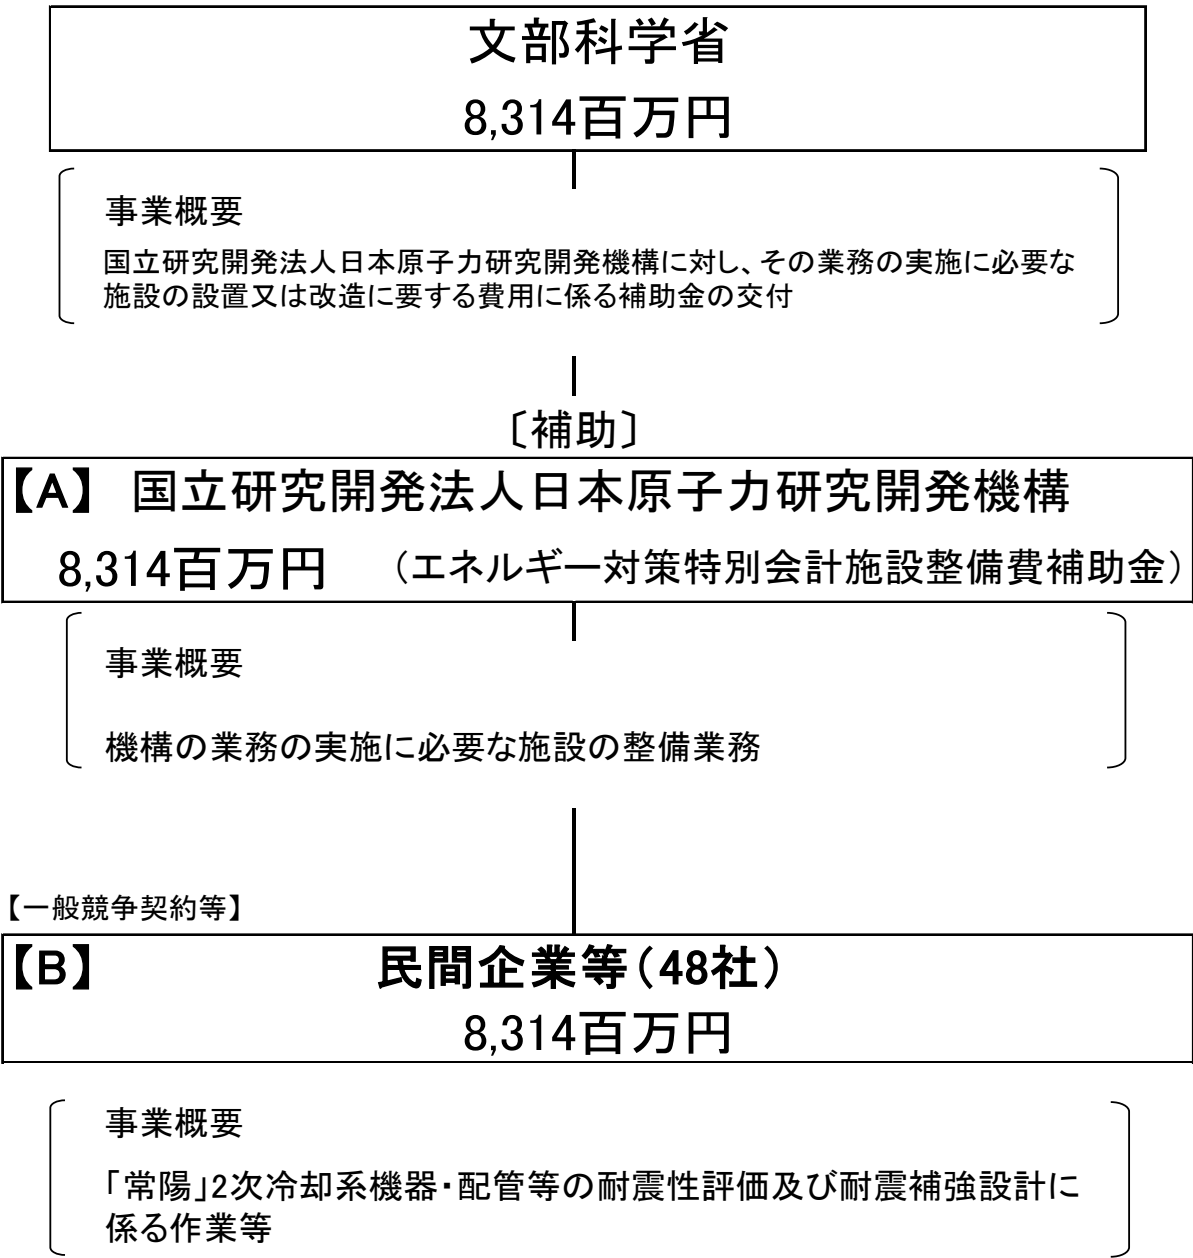 文部科学省
8,314百万円
事業概要
国立研究開発法人日本原子力研究開発機構に対し、その業務の実施に必要な
施設の設置又は改造に要する費用に係る補助金の交付
〔補助〕
【A】 国立研究開発法人日本原子力研究開発機構
8,314百万円 （エネルギー対策特別会計施設整備費補助金）
事業概要
機構の業務の実施に必要な施設の整備業務
【一般競争契約等】
【B】 民間企業等（48社）
8,314百万円
事業概要
「常陽」2次冷却系機器・配管等の耐震性評価及び耐震補強設計に
係る作業等